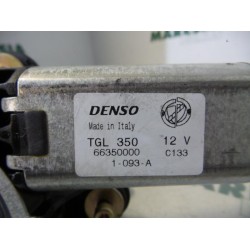 DENSO
Made in Italy
TGL 350 12 V
66350000 C133
1-093-A